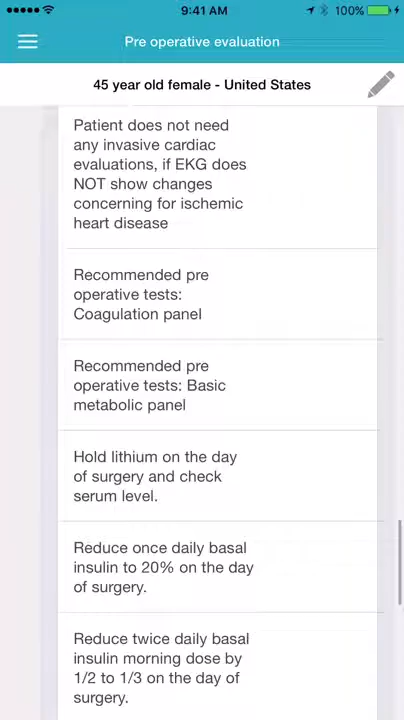 9:41 AM
100%
Pre operative evaluation
45 year old female - United States
Patient does not need
any invasive cardiac
evaluations, if EKG does
NOT show changes
concerning for ischemic
heart disease
Recommended pre
operative tests:
Coagulation panel
Recommended pre
operative tests: Basic
metabolic panel
Hold lithium on the day
of surgery and check
serum level.
Reduce once daily basal
insulin to 20% on the day
of surgery.
Reduce twice daily basal
insulin morning dose by
1/2 to 1/3 on the day of
surgery.